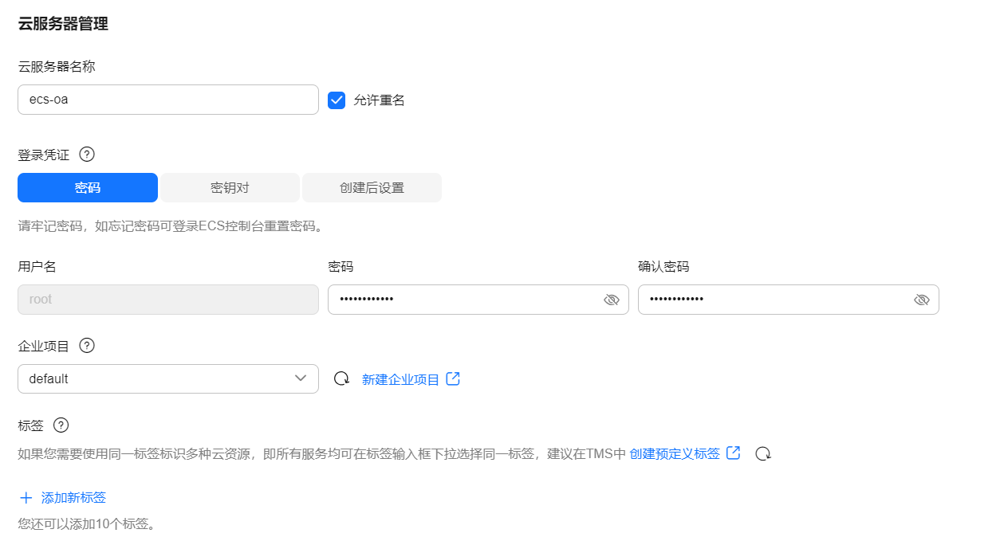 云服务器管理
云服务器名称
ecs-oa 允许重名
登录凭证
密码 密钥对 创建后设置
请牢记密码，如忘记密码可登录ECS控制台重置密码。
用户名 密码 确认密码
root •••••••••••• ••••••••••••
企业项目
default 新建企业项目
标签
如果您需要使用同一标签标识多种云资源，即所有服务均可在标签输入框下拉选择同一标签，建议在TMS中 创建预定义标签
添加新标签
您还可以添加10个标签。